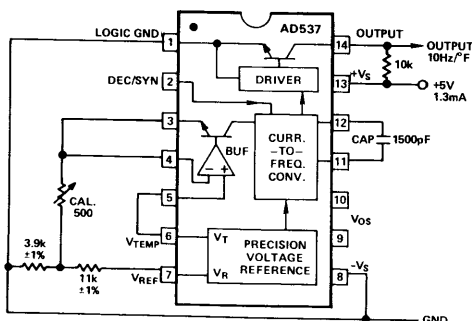 AD537
LOGIC GND
1
14
OUTPUT
OUTPUT
10Hz/°F
10k
DRIVER
13
+VS
+5V
1.3mA
DEC/SYN
2
3
BUF
CURR.
-TO-
FREQ.
CONV.
12
CAP
1500pF
11
4
− +
5
CAL.
500
10
VOS
9
VTEMP
6
VT
PRECISION
VOLTAGE
REFERENCE
3.9k
±1%
11k
±1%
VREF
7
VR
8
-VS
GND